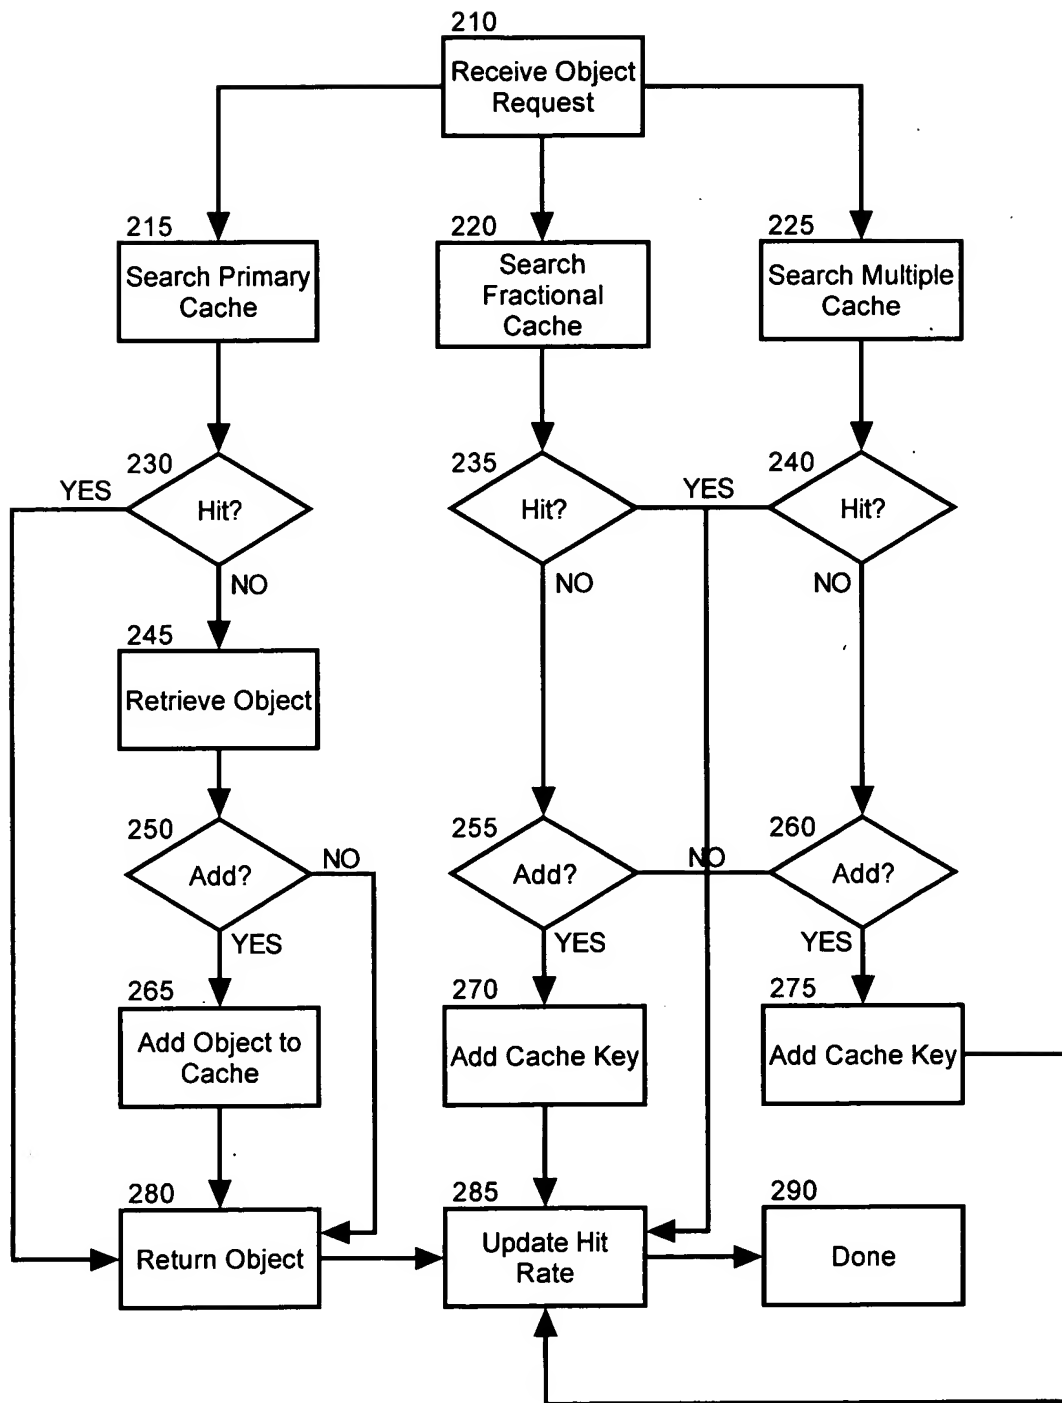 210
Receive Object
Request
215
Search Primary
Cache
220
Search
Fractional
Cache
225
Search Multiple
Cache
230
YES
Hit?
NO
235
Hit?
YES
NO
240
Hit?
NO
245
Retrieve Object
250
Add?
NO
YES
255
Add?
NO
YES
260
Add?
YES
265
Add Object to
Cache
270
Add Cache Key
275
Add Cache Key
280
Return Object
285
Update Hit
Rate
290
Done